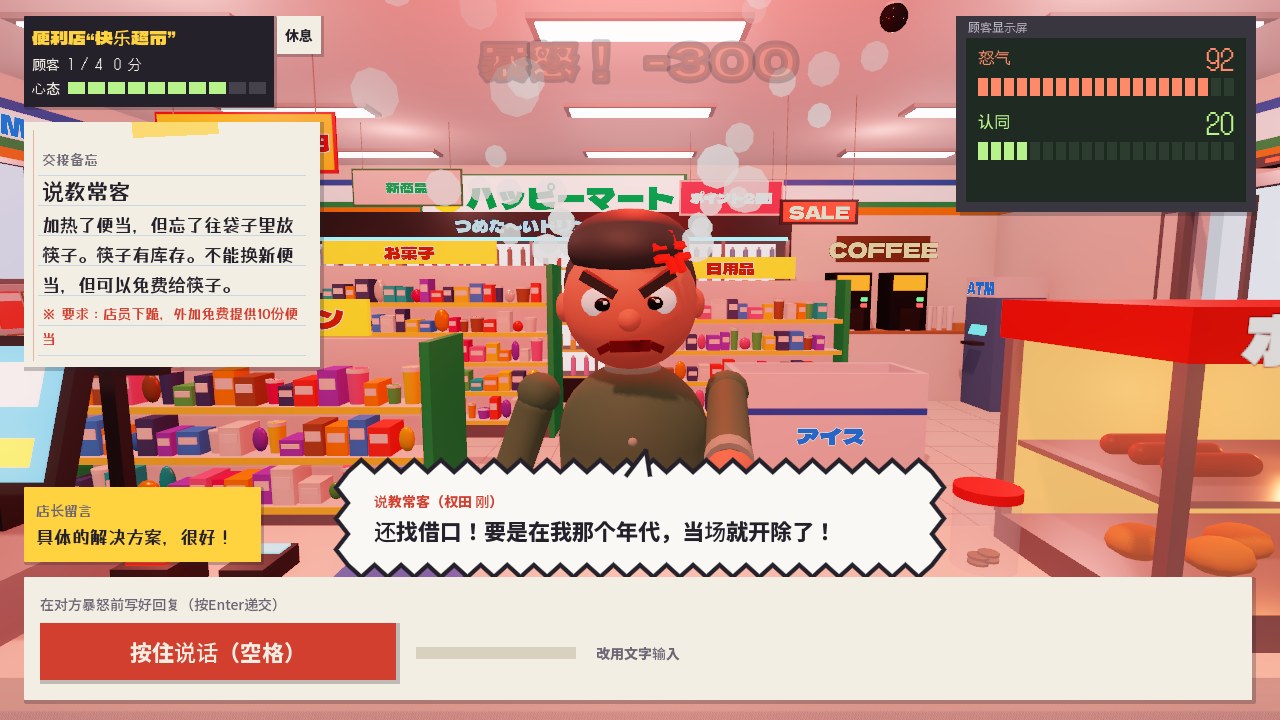 便利店“快乐超市”
顾客 1 / 4 0 分
心态
休息
交接备忘
说教常客
加热了便当，但忘了往袋子里放
筷子。筷子有库存。不能换新便
当，但可以免费给筷子。
※ 要求：店员下跪，外加免费提供10份便
当
店长留言
具体的解决方案，很好！
暴怒！ -300
新商品
ハッピーマート
つめた〜い
お菓子
日用品
SALE
COFFEE
ATM
アイス
顾客显示屏
怒气
92
认同
20
说教常客（权田 刚）
还找借口！要是在我那个年代，当场就开除了！
在对方暴怒前写好回复（按Enter递交）
按住说话（空格）
改用文字输入